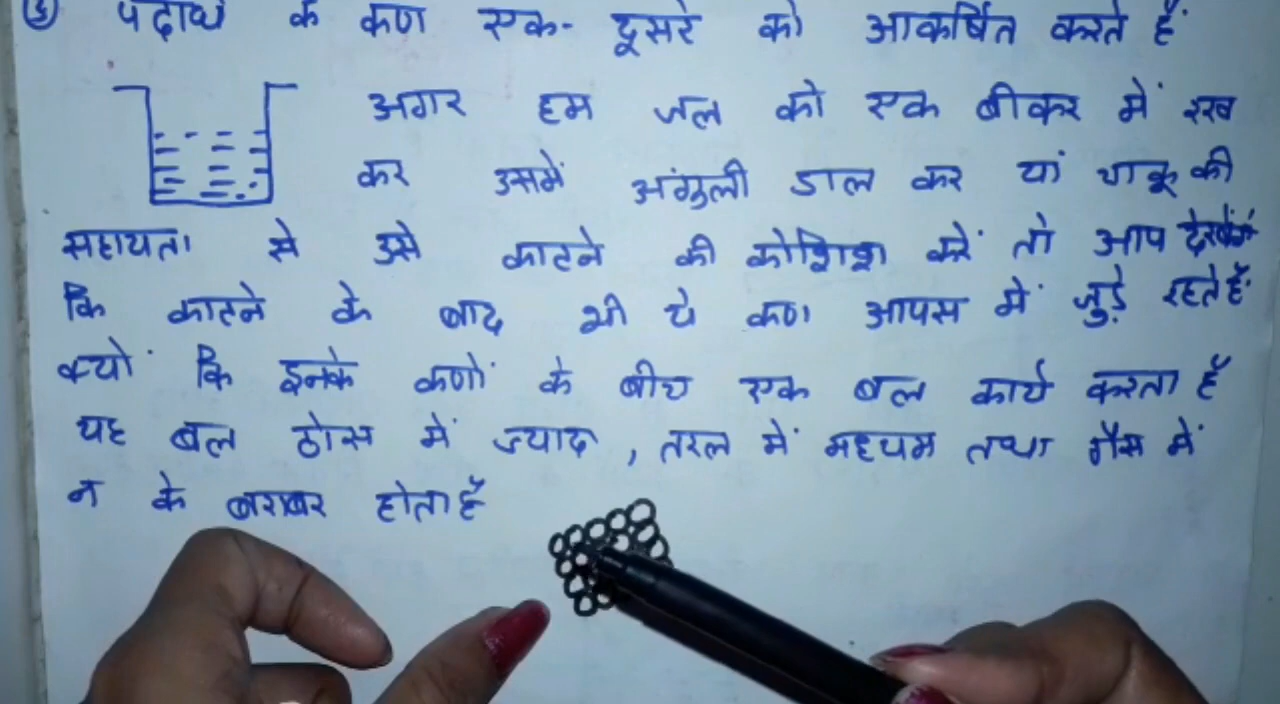 ⑥ पदार्थ के कण एक-दूसरे को आकर्षित करते हैं
अगर हम जल को एक बीकर में रख
कर उसमें अंगुली डाल कर यां चाकू की
सहायता से उसे काटने की कोशिश करें तो आप देखेंगें
कि काटने के बाद भी ये कण आपस में जुड़े रहते हैं
क्यों कि इनके कणों के बीच एक बल कार्य करता है
यह बल ठोस में ज्यादा, तरल में मध्यम तथा गैस में
न के बराबर होता है